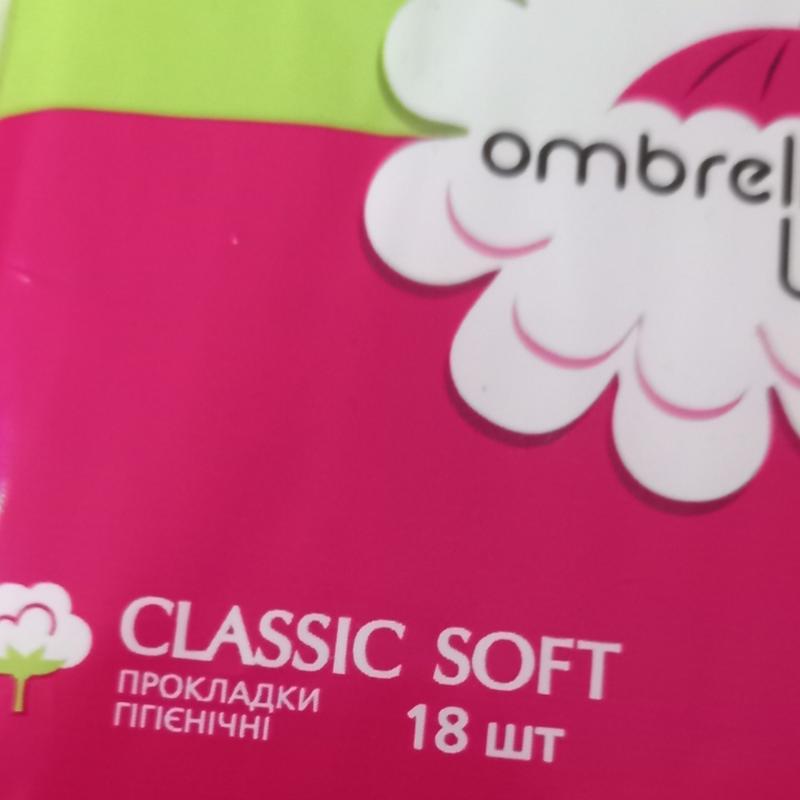 ombrel
CLASSIC SOFT
ПРОКЛАДКИ
ГІГІЄНІЧНІ
18 шт